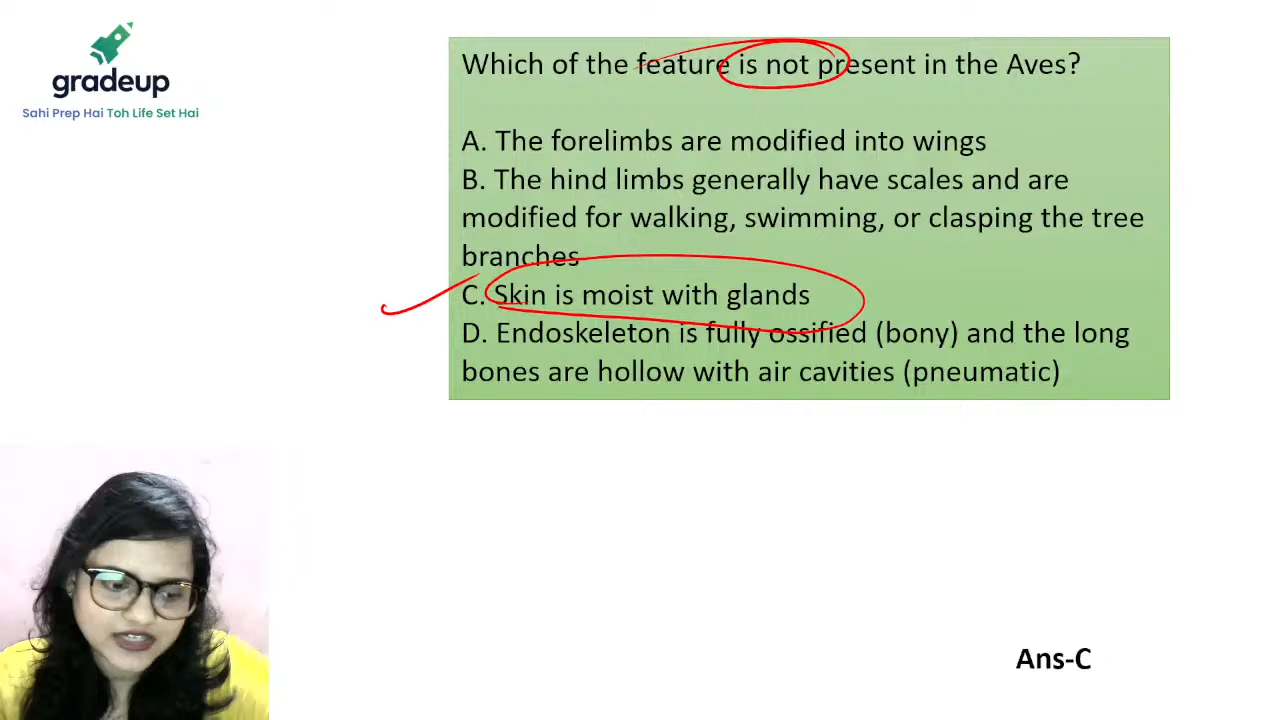 gradeup
Sahi Prep Hai Toh Life Set Hai
Which of the feature is not present in the Aves?
A. The forelimbs are modified into wings
B. The hind limbs generally have scales and are
modified for walking, swimming, or clasping the tree
branches
C. Skin is moist with glands
D. Endoskeleton is fully ossified (bony) and the long
bones are hollow with air cavities (pneumatic)
Ans-C